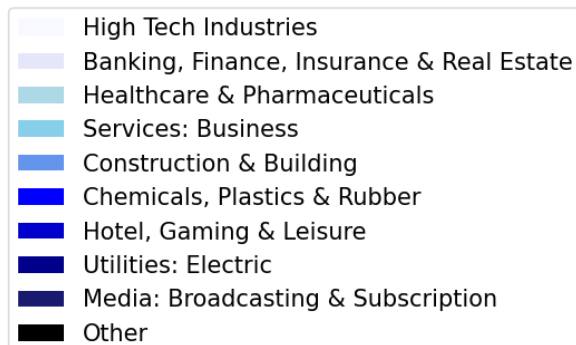 High Tech Industries
Banking, Finance, Insurance & Real Estate
Healthcare & Pharmaceuticals
Services: Business
Construction & Building
Chemicals, Plastics & Rubber
Hotel, Gaming & Leisure
Utilities: Electric
Media: Broadcasting & Subscription
Other